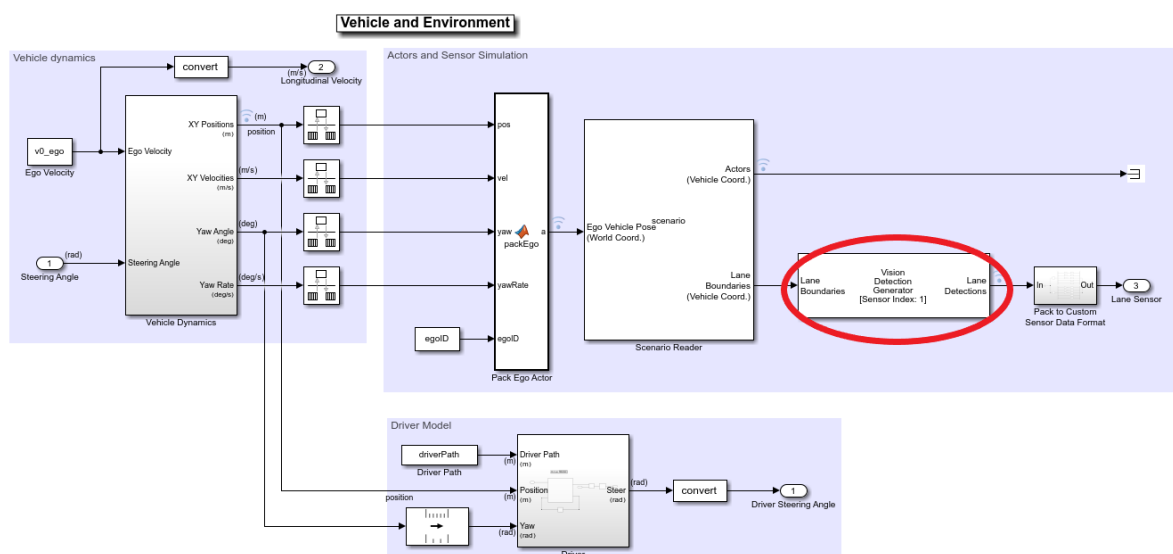 Vehicle and Environment
Vehicle dynamics
convert
(m/s)
2
Longitudinal Velocity
v0_ego
Ego Velocity
Ego Velocity
Steering Angle
XY Positions
(m)
XY Velocities
(m/s)
Yaw Angle
(deg)
Yaw Rate
(deg/s)
Vehicle Dynamics
(m)
position
(m/s)
(deg)
(deg/s)
1
(rad)
Steering Angle
Actors and Sensor Simulation
pos
vel
yaw
yawRate
egoID
packEgo
a
Pack Ego Actor
egoID
Ego Vehicle Pose
(World Coord.)
scenario
Actors
(Vehicle Coord.)
Lane
Boundaries
(Vehicle Coord.)
Scenario Reader
Lane
Boundaries
Vision
Detection
Generator
[Sensor Index: 1]
Lane
Detections
In
Out
Pack to Custom
Sensor Data Format
3
Lane Sensor
Driver Model
driverPath
Driver Path
(m)
position
(m)
(rad)
Driver Path
(m)
Position
(m)
Yaw
(rad)
Steer
(rad)
Driver
(rad)
convert
1
Driver Steering Angle